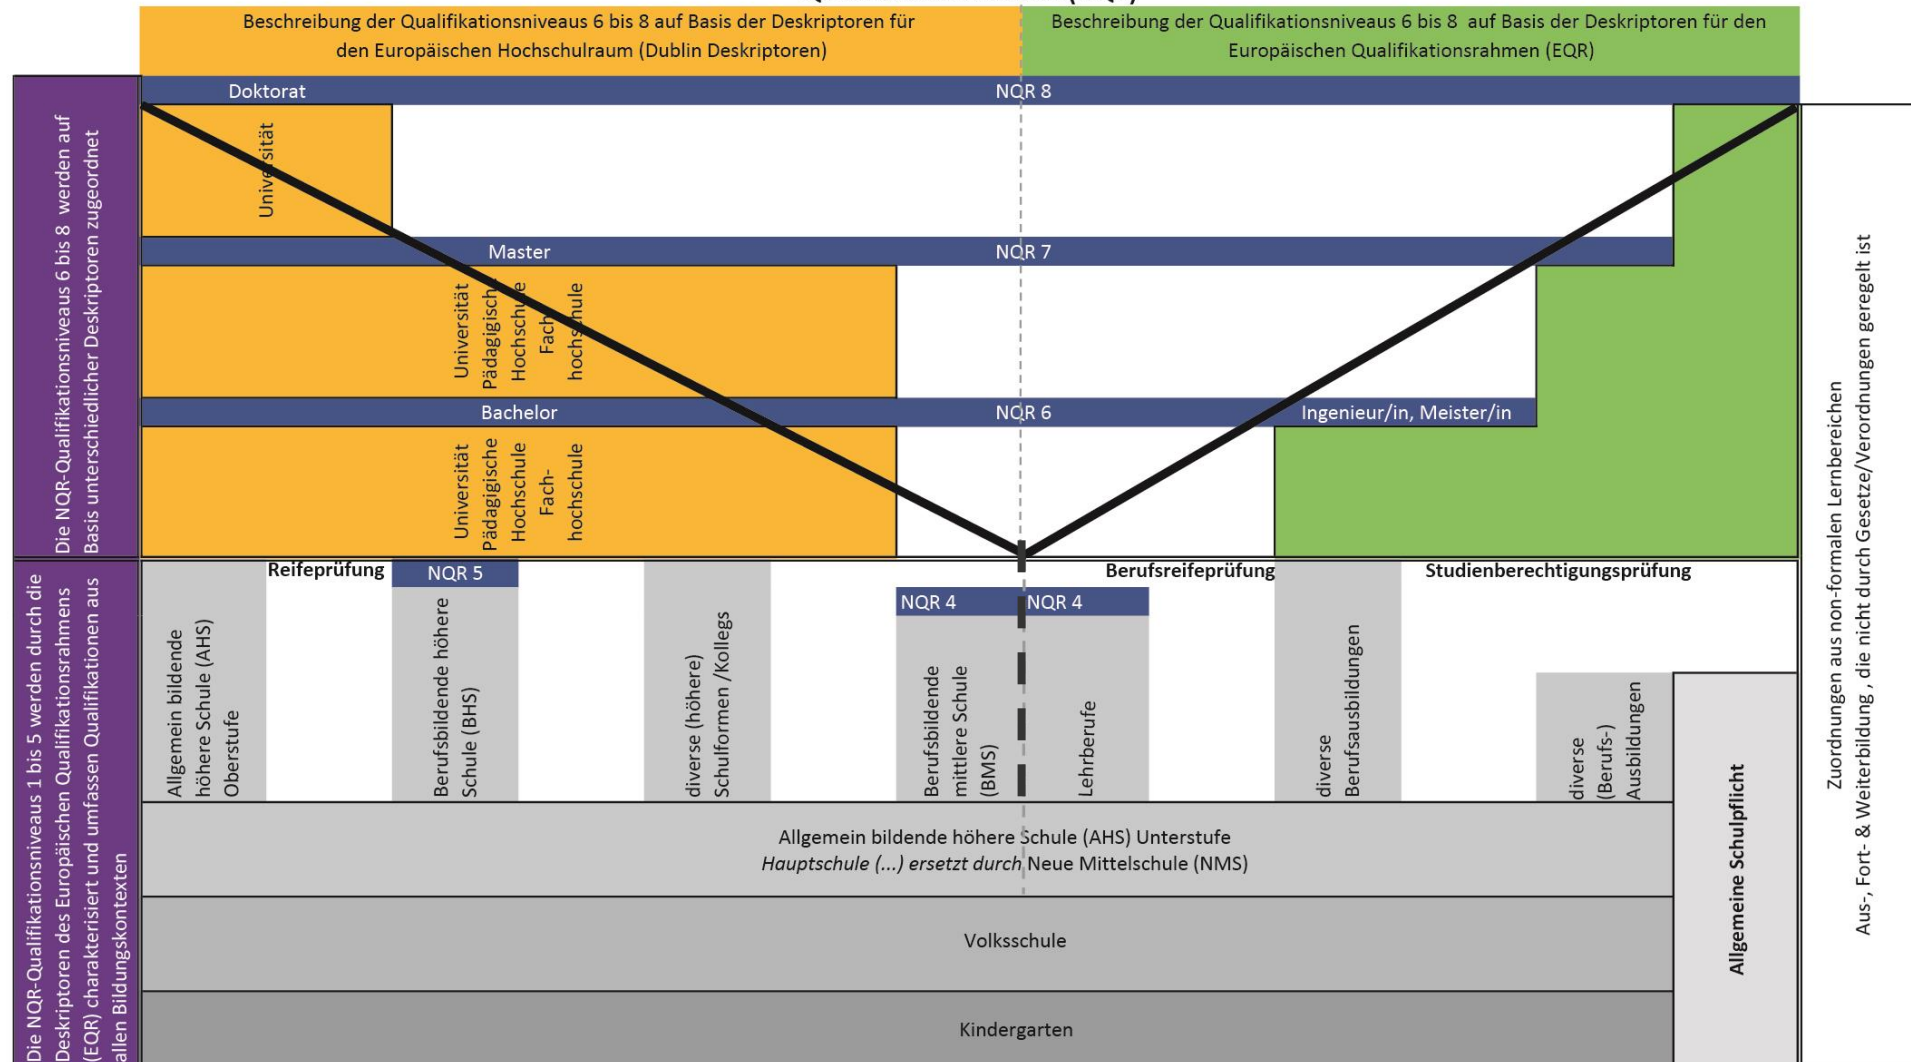 Beschreibung der Qualifikationsniveaus 6 bis 8 auf Basis der Deskriptoren für
den Europäischen Hochschulraum (Dublin Deskriptoren)
Beschreibung der Qualifikationsniveaus 6 bis 8 auf Basis der Deskriptoren für den
Europäischen Qualifikationsrahmen (EQR)
Die NQR-Qualifikationsniveaus 6 bis 8 werden auf
Basis unterschiedlicher Deskriptoren zugeordnet
Doktorat
NQR 8
Universität
Master
NQR 7
Universität
Pädagigische
Hochschule
Fach
hochschule
Bachelor
NQR 6
Ingenieur/in, Meister/in
Universität
Pädagigische
Hochschule
Fach-
hochschule
Die NQR-Qualifikationsniveaus 1 bis 5 werden durch die
Deskriptoren des Europäischen Qualifikationsrahmens
(EQR) charakterisiert und umfassen Qualifikationen aus
allen Bildungskontexten
Reifeprüfung
NQR 5
Berufsreifeprüfung
Studienberechtigungsprüfung
NQR 4
NQR 4
Allgemein bildende
höhere Schule (AHS)
Oberstufe
Berufsbildende höhere
Schule (BHS)
diverse (höhere)
Schulformen /Kollegs
Berufsbildende
mittlere Schule
(BMS)
Lehrberufe
diverse
Berufsausbildungen
diverse
(Berufs-)
Ausbildungen
Allgemein bildende höhere Schule (AHS) Unterstufe
Hauptschule (...) ersetzt durch Neue Mittelschule (NMS)
Volksschule
Kindergarten
Allgemeine Schulpflicht
Zuordnungen aus non-formalen Lernbereichen
Aus-, Fort- & Weiterbildung , die nicht durch Gesetze/Verordnungen geregelt ist